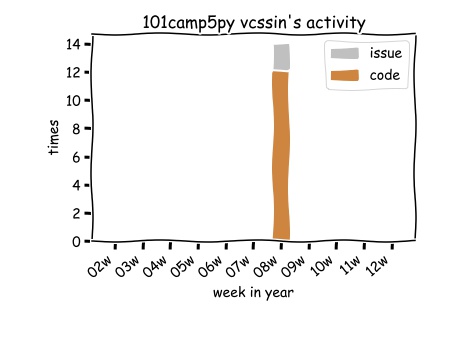 101camp5py vcssin's activity
issue
code
14
12
10
8
6
4
2
0
times
02w 03w 04w 05w 06w 07w 08w 09w 10w 11w 12w
week in year